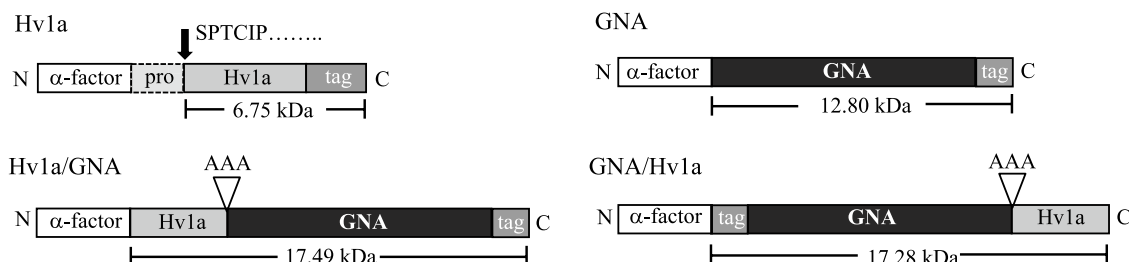 Hv1a
SPTCIP........
N α-factor pro Hv1a tag C
6.75 kDa
GNA
N α-factor GNA tag C
12.80 kDa
Hv1a/GNA
AAA
N α-factor Hv1a GNA tag C
17.49 kDa
GNA/Hv1a
AAA
N α-factor tag GNA Hv1a C
17.28 kDa